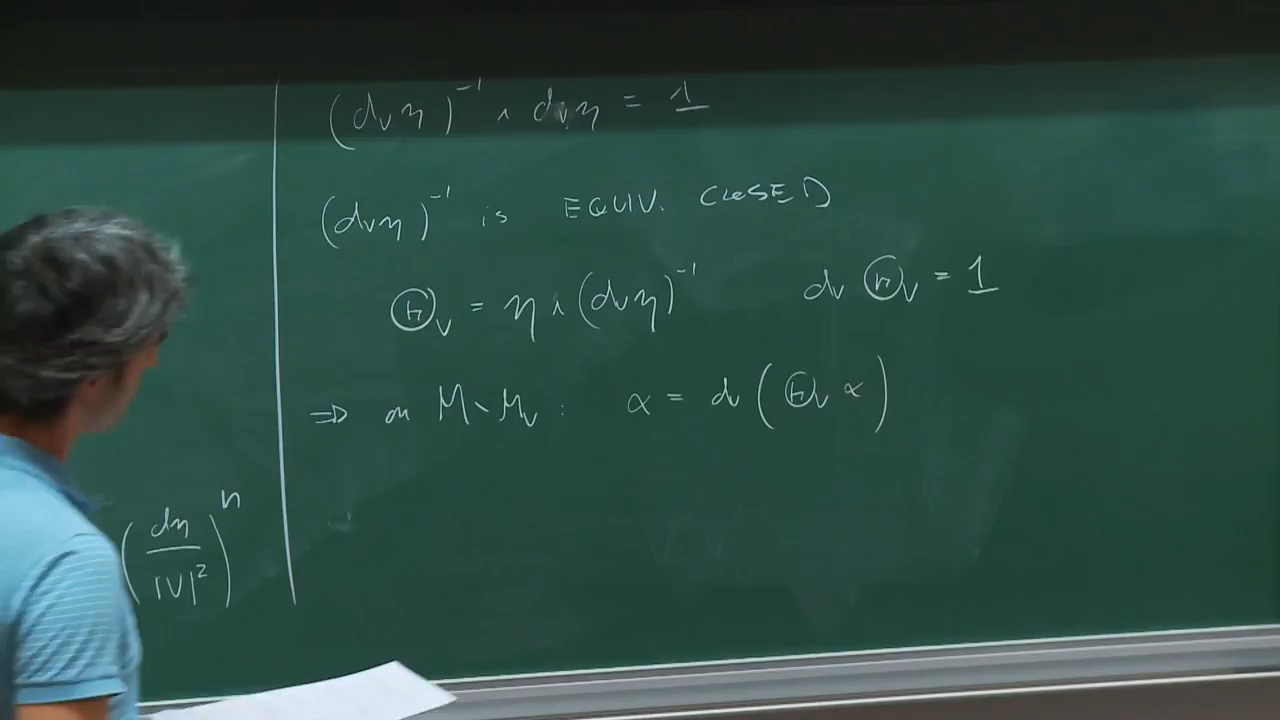 (d_V η)^{-1} ∧ d_V η = 1
(d_V η)^{-1} is EQUIV. CLOSED
Θ_V = η ∧ (d_V η)^{-1} d_V Θ_V = 1
⇒ on M \ M_V : α = d_V (Θ_V α)
(dη / |V|^2)^n